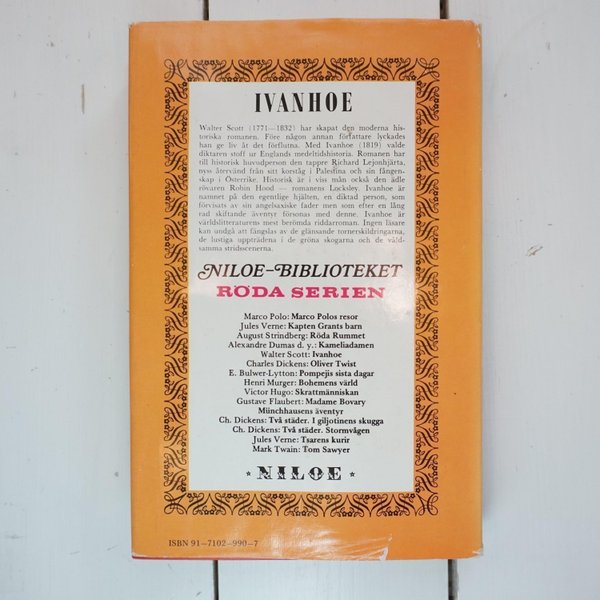 IVANHOE
Walter Scott (1771—1832) har skapat den moderna his-
toriska romanen. Före någon annan författare lyckades
han ge liv åt det förflutna. Med Ivanhoe (1819) valde
diktaren stoff ur Englands medeltidshistoria. Romanen har
till historisk huvudperson den tappre Richard Lejonhjärta,
nyss återvänd från sitt korståg i Palestina och sin fången-
skap i Österrike. Historisk är i viss mån också den ädle
rövaren Robin Hood — romanens Locksley. Ivanhoe är
namnet på den egentlige hjälten, en diktad person, som
förvisats av sin angelsaxiske fader men som efter en lång
rad skiftande äventyr försonas med denne. Ivanhoe är
världslitteraturens mest berömda riddarroman. Ingen läsare
kan undgå att fängslas av de glänsande tornerskildringarna,
de lustiga uppträdena i de gröna skogarna och de våld-
samma stridsscenerna.
NILOE-BIBLIOTEKET
RÖDA SERIEN
Marco Polo: Marco Polos resor
Jules Verne: Kapten Grants barn
August Strindberg: Röda Rummet
Alexandre Dumas d. y.: Kameliadamen
Walter Scott: Ivanhoe
Charles Dickens: Oliver Twist
E. Bulwer-Lytton: Pompejis sista dagar
Henri Murger: Bohemens värld
Victor Hugo: Skrattmänniskan
Gustave Flaubert: Madame Bovary
Münchhausens äventyr
Ch. Dickens: Två städer. I giljotinens skugga
Ch. Dickens: Två städer. Stormvågen
Jules Verne: Tsarens kurir
Mark Twain: Tom Sawyer
* NILOE *
ISBN 91—7102—990—7